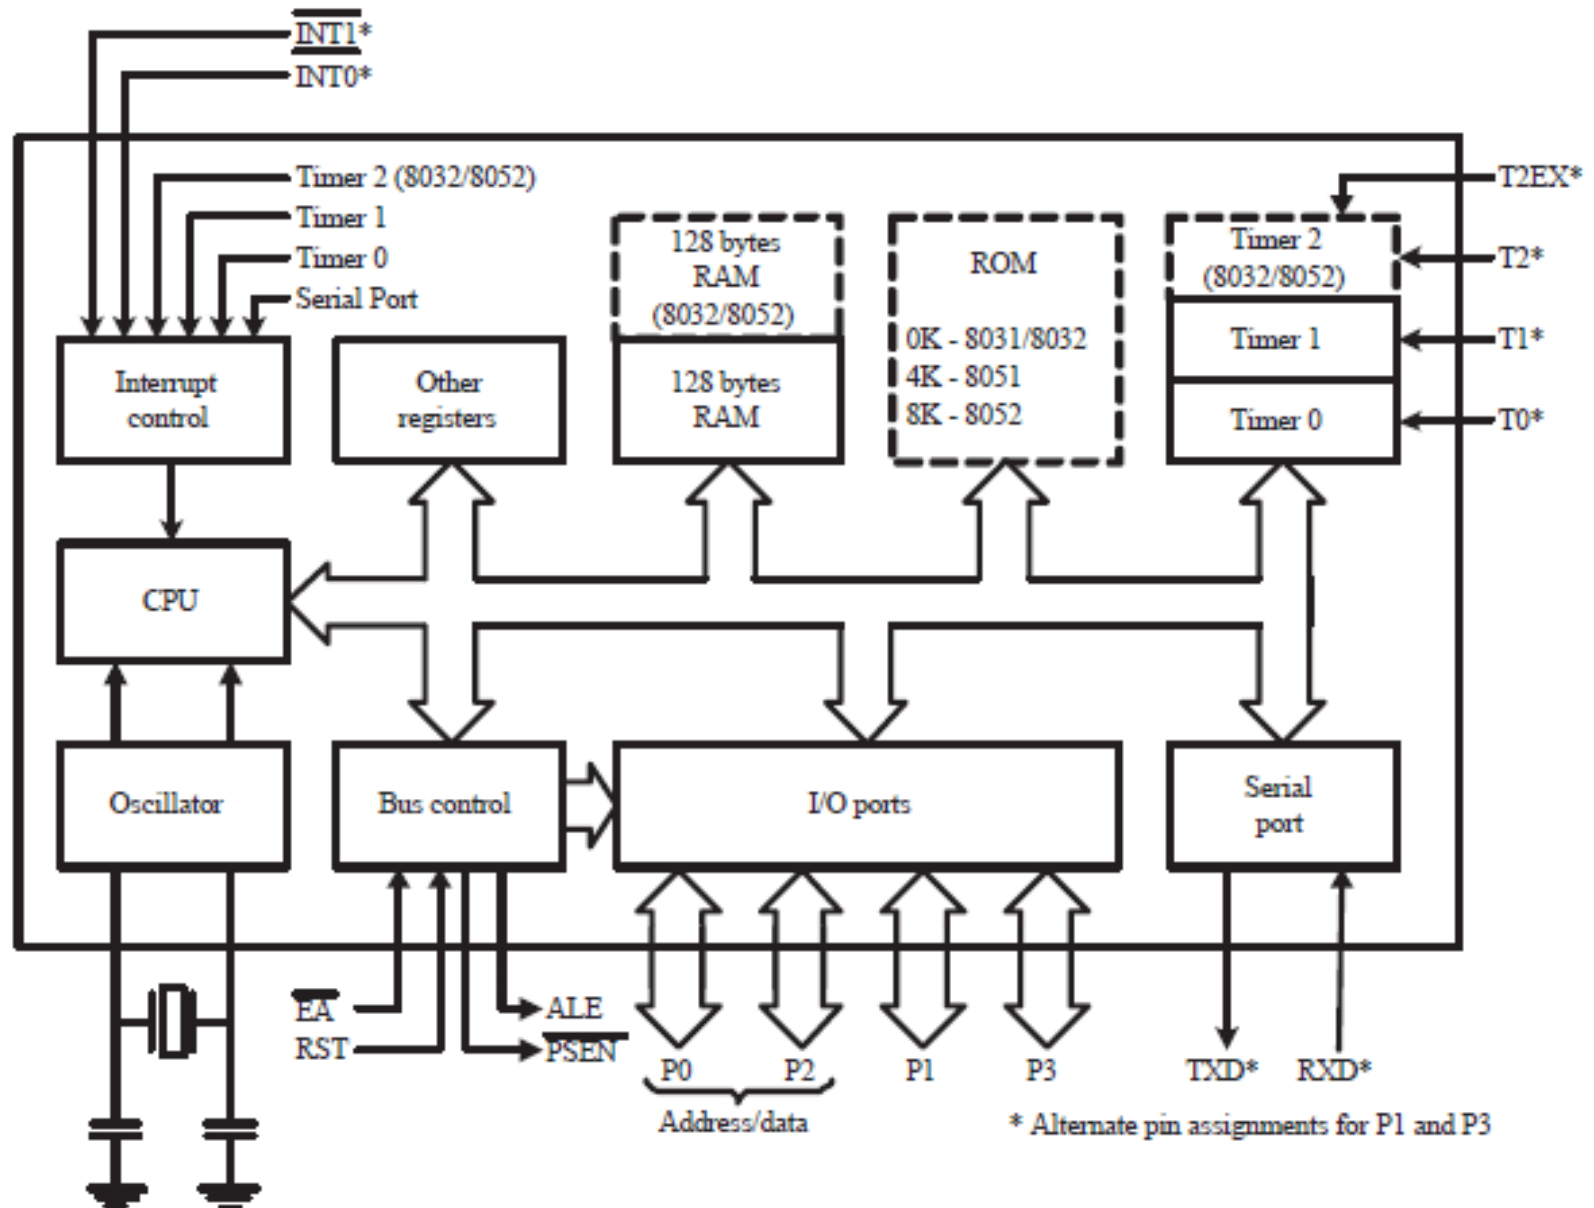 INT1*
INT0*
Timer 2 (8032/8052)
Timer 1
Timer 0
Serial Port
T2EX*
T2*
T1*
T0*
128 bytes
RAM
(8032/8052)
128 bytes
RAM
ROM
0K - 8031/8032
4K - 8051
8K - 8052
Timer 2
(8032/8052)
Timer 1
Timer 0
Interrupt
control
Other
registers
CPU
Oscillator
Bus control
I/O ports
Serial
port
EA
RST
ALE
PSEN
P0
P2
P1
P3
TXD*
RXD*
Address/data
* Alternate pin assignments for P1 and P3